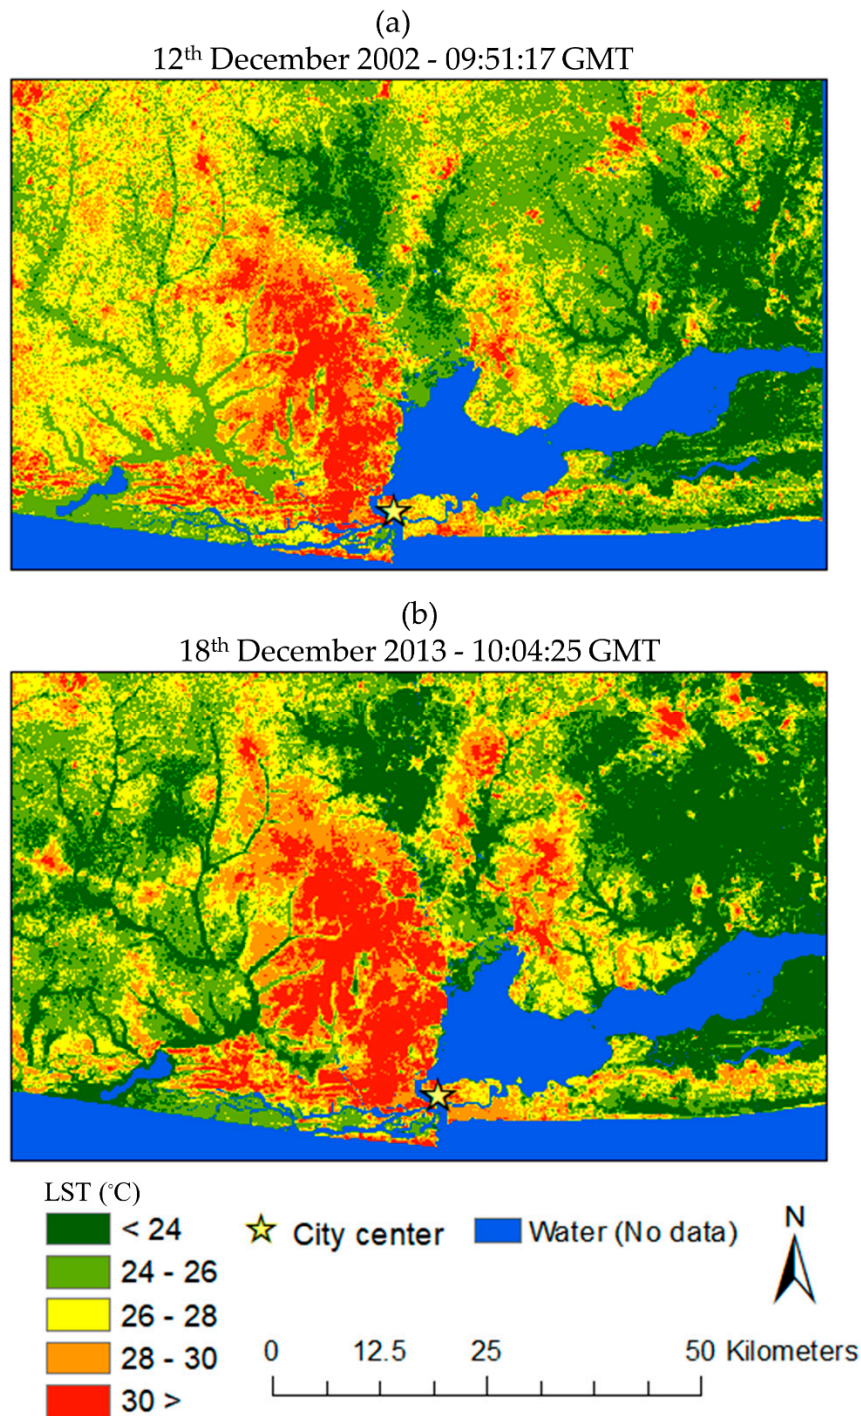 (a)
12th December 2002 - 09:51:17 GMT
(b)
18th December 2013 - 10:04:25 GMT
LST (°C)
< 24
24 - 26
26 - 28
28 - 30
30 >
City center
Water (No data)
N
0 12.5 25 50 Kilometers